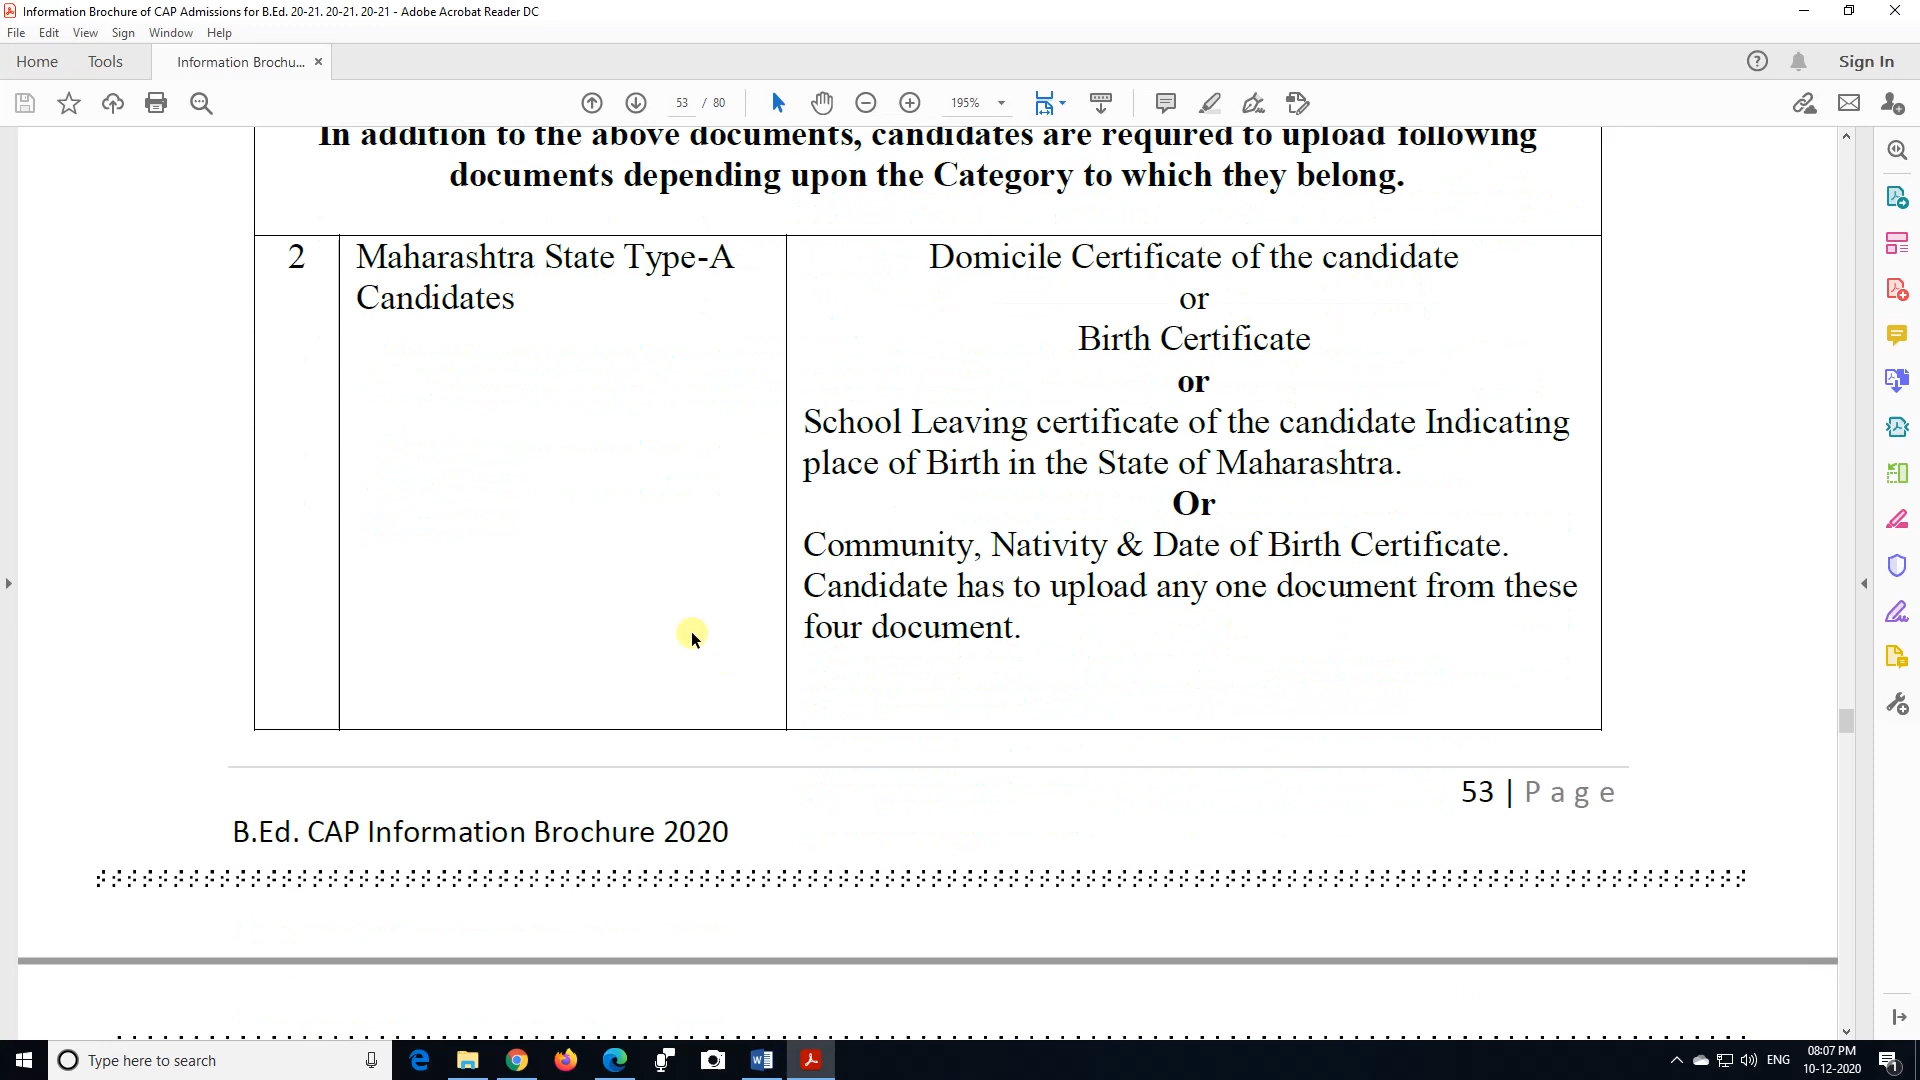 Information Brochure of CAP Admissions for B.Ed. 20-21. 20-21. 20-21 - Adobe Acrobat Reader DC
File Edit View Sign Window Help
Home Tools Information Brochu... Sign In
53 / 80 195%
In addition to the above documents, candidates are required to upload following
documents depending upon the Category to which they belong.
2 Maharashtra State Type-A Domicile Certificate of the candidate
Candidates or
Birth Certificate
or
School Leaving certificate of the candidate Indicating
place of Birth in the State of Maharashtra.
Or
Community, Nativity & Date of Birth Certificate.
Candidate has to upload any one document from these
four document.
53 | Page
B.Ed. CAP Information Brochure 2020
Type here to search
ENG
08:07 PM
10-12-2020
1